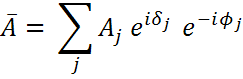 Ā = ∑_j A_j e^{iδ_j} e^{-iϕ_j}